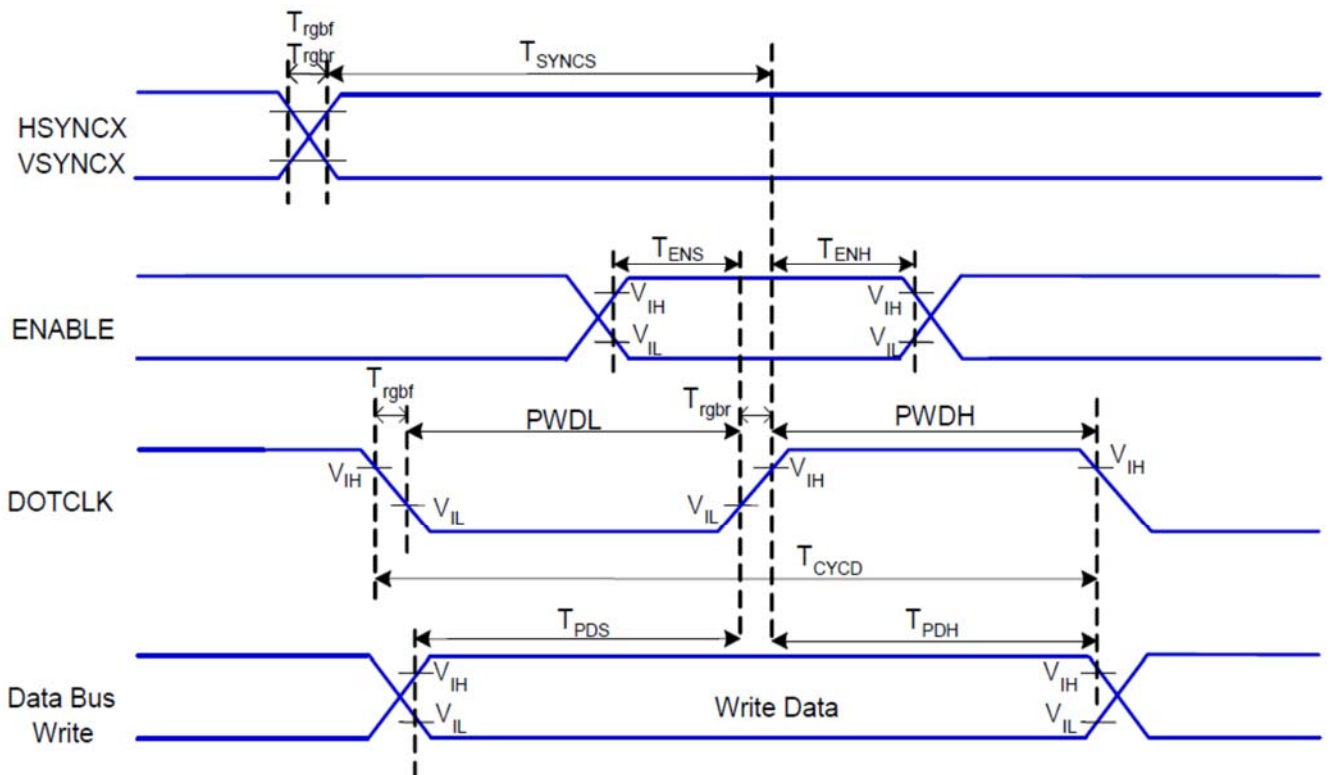 Trgbf
Trgbr
TSYNCS
HSYNCX
VSYNCX
TENS
TENH
VIH
VIH
VIL
VIL
ENABLE
Trgbf
PWDL
Trgbr
PWDH
VIH
VIH
VIH
DOTCLK
VIL
VIL
TCYCD
TPDS
TPDH
VIH
VIH
Data Bus
Write
Write Data
VIL
VIL